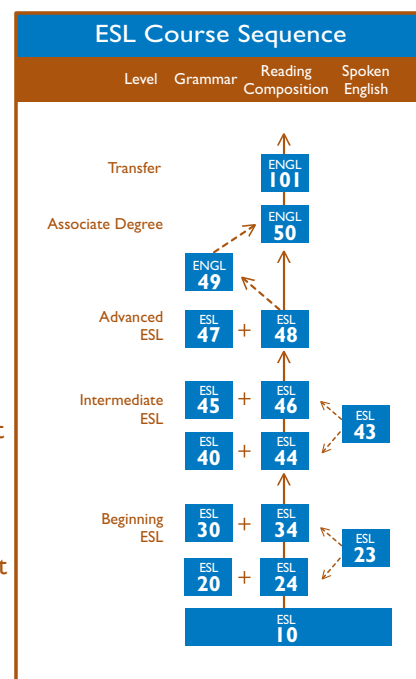 ESL Course Sequence
Level Grammar Reading Composition Spoken English
Transfer
ENGL
101
Associate Degree
ENGL
50
ENGL
49
Advanced
ESL
ESL
47
+
ESL
48
Intermediate
ESL
ESL
45
+
ESL
46
ESL
43
ESL
40
+
ESL
44
Beginning
ESL
ESL
30
+
ESL
34
ESL
23
ESL
20
+
ESL
24
ESL
10
t
t